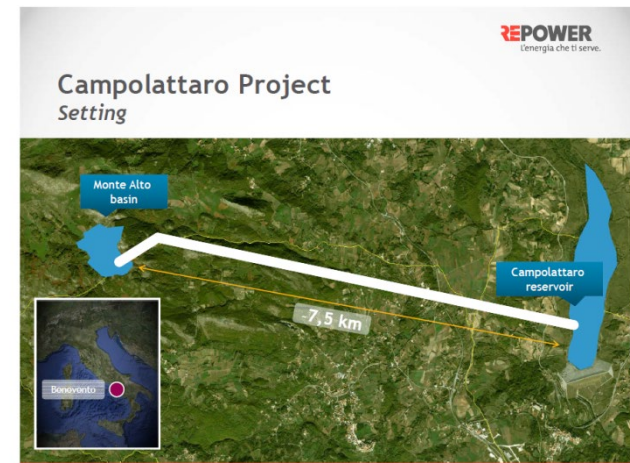 REPOWER
L'energia che ti serve.
Campolattaro Project
Setting
Monte Alto
basin
Campolattaro
reservoir
~7,5 km
Benevento